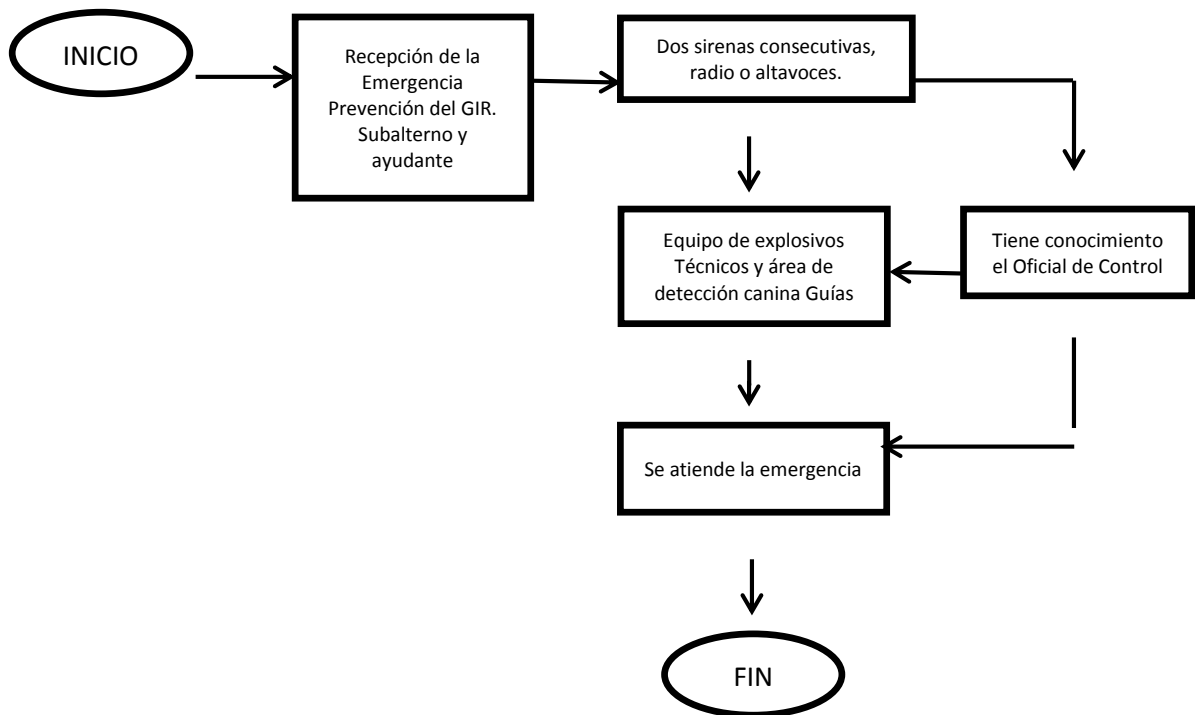 INICIO
Recepción de la
Emergencia
Prevención del GIR.
Subalterno y
ayudante
Dos sirenas consecutivas,
radio o altavoces.
Equipo de explosivos
Técnicos y área de
detección canina Guías
Tiene conocimiento
el Oficial de Control
Se atiende la emergencia
FIN